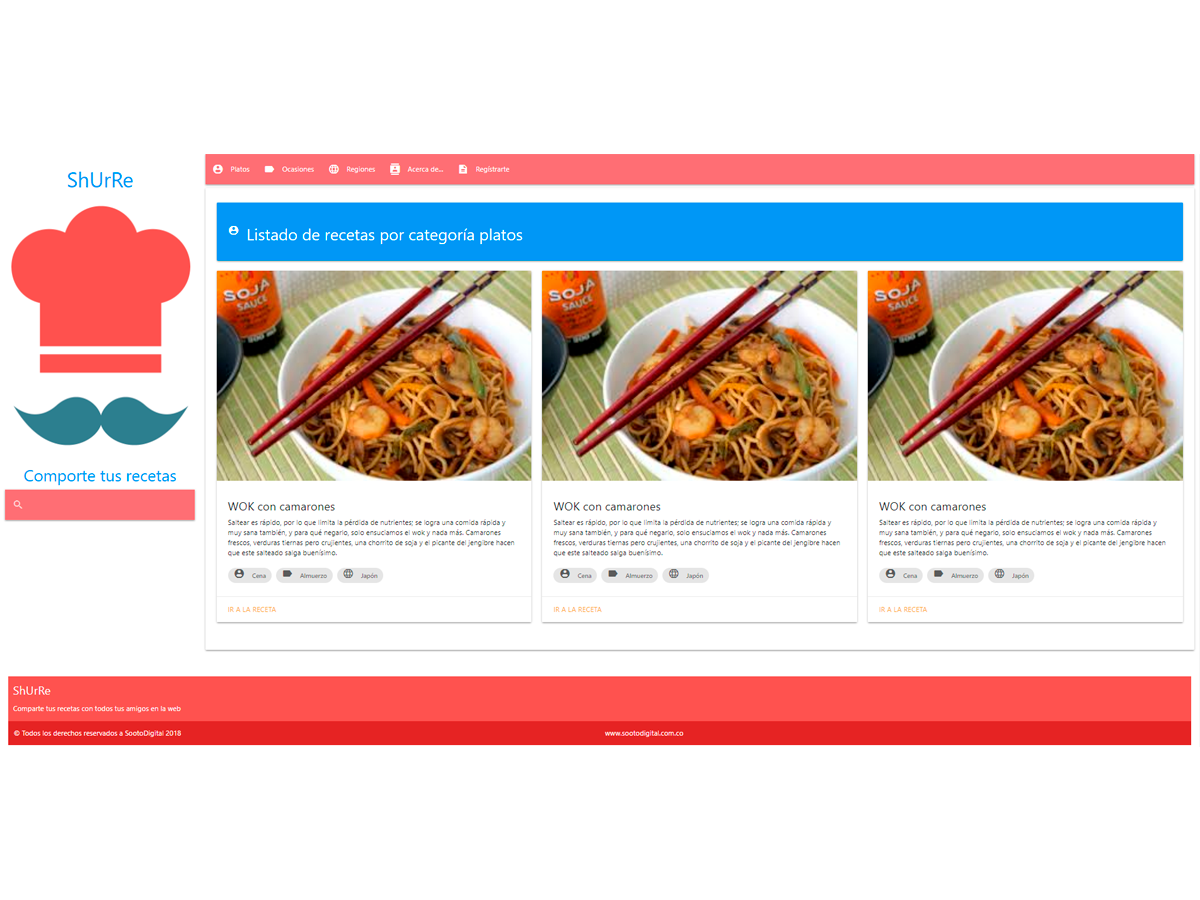 ShUrRe
Comporte tus recetas
Platos
Ocasiones
Regiones
Acerca de...
Regístrarte
Listado de recetas por categoría platos
SOJA
SAUCE
WOK con camarones
Saltear es rápido, por lo que limita la pérdida de nutrientes; se logra una comida rápida y
muy sana también, y para qué negarlo, solo ensuciamos el wok y nada más. Camarones
frescos, verduras tiernas pero crujientes, una chorrito de soja y el picante del jengibre hacen
que este salteado salga buenísimo.
Cena
Almuerzo
Japón
IR A LA RECETA
SOJA
SAUCE
WOK con camarones
Saltear es rápido, por lo que limita la pérdida de nutrientes; se logra una comida rápida y
muy sana también, y para qué negarlo, solo ensuciamos el wok y nada más. Camarones
frescos, verduras tiernas pero crujientes, una chorrito de soja y el picante del jengibre hacen
que este salteado salga buenísimo.
Cena
Almuerzo
Japón
IR A LA RECETA
SOJA
SAUCE
WOK con camarones
Saltear es rápido, por lo que limita la pérdida de nutrientes; se logra una comida rápida y
muy sana también, y para qué negarlo, solo ensuciamos el wok y nada más. Camarones
frescos, verduras tiernas pero crujientes, una chorrito de soja y el picante del jengibre hacen
que este salteado salga buenísimo.
Cena
Almuerzo
Japón
IR A LA RECETA
ShUrRe
Comparte tus recetas con todos tus amigos en la web
© Todos los derechos reservados a SootoDigital 2018
www.sootodigital.com.co